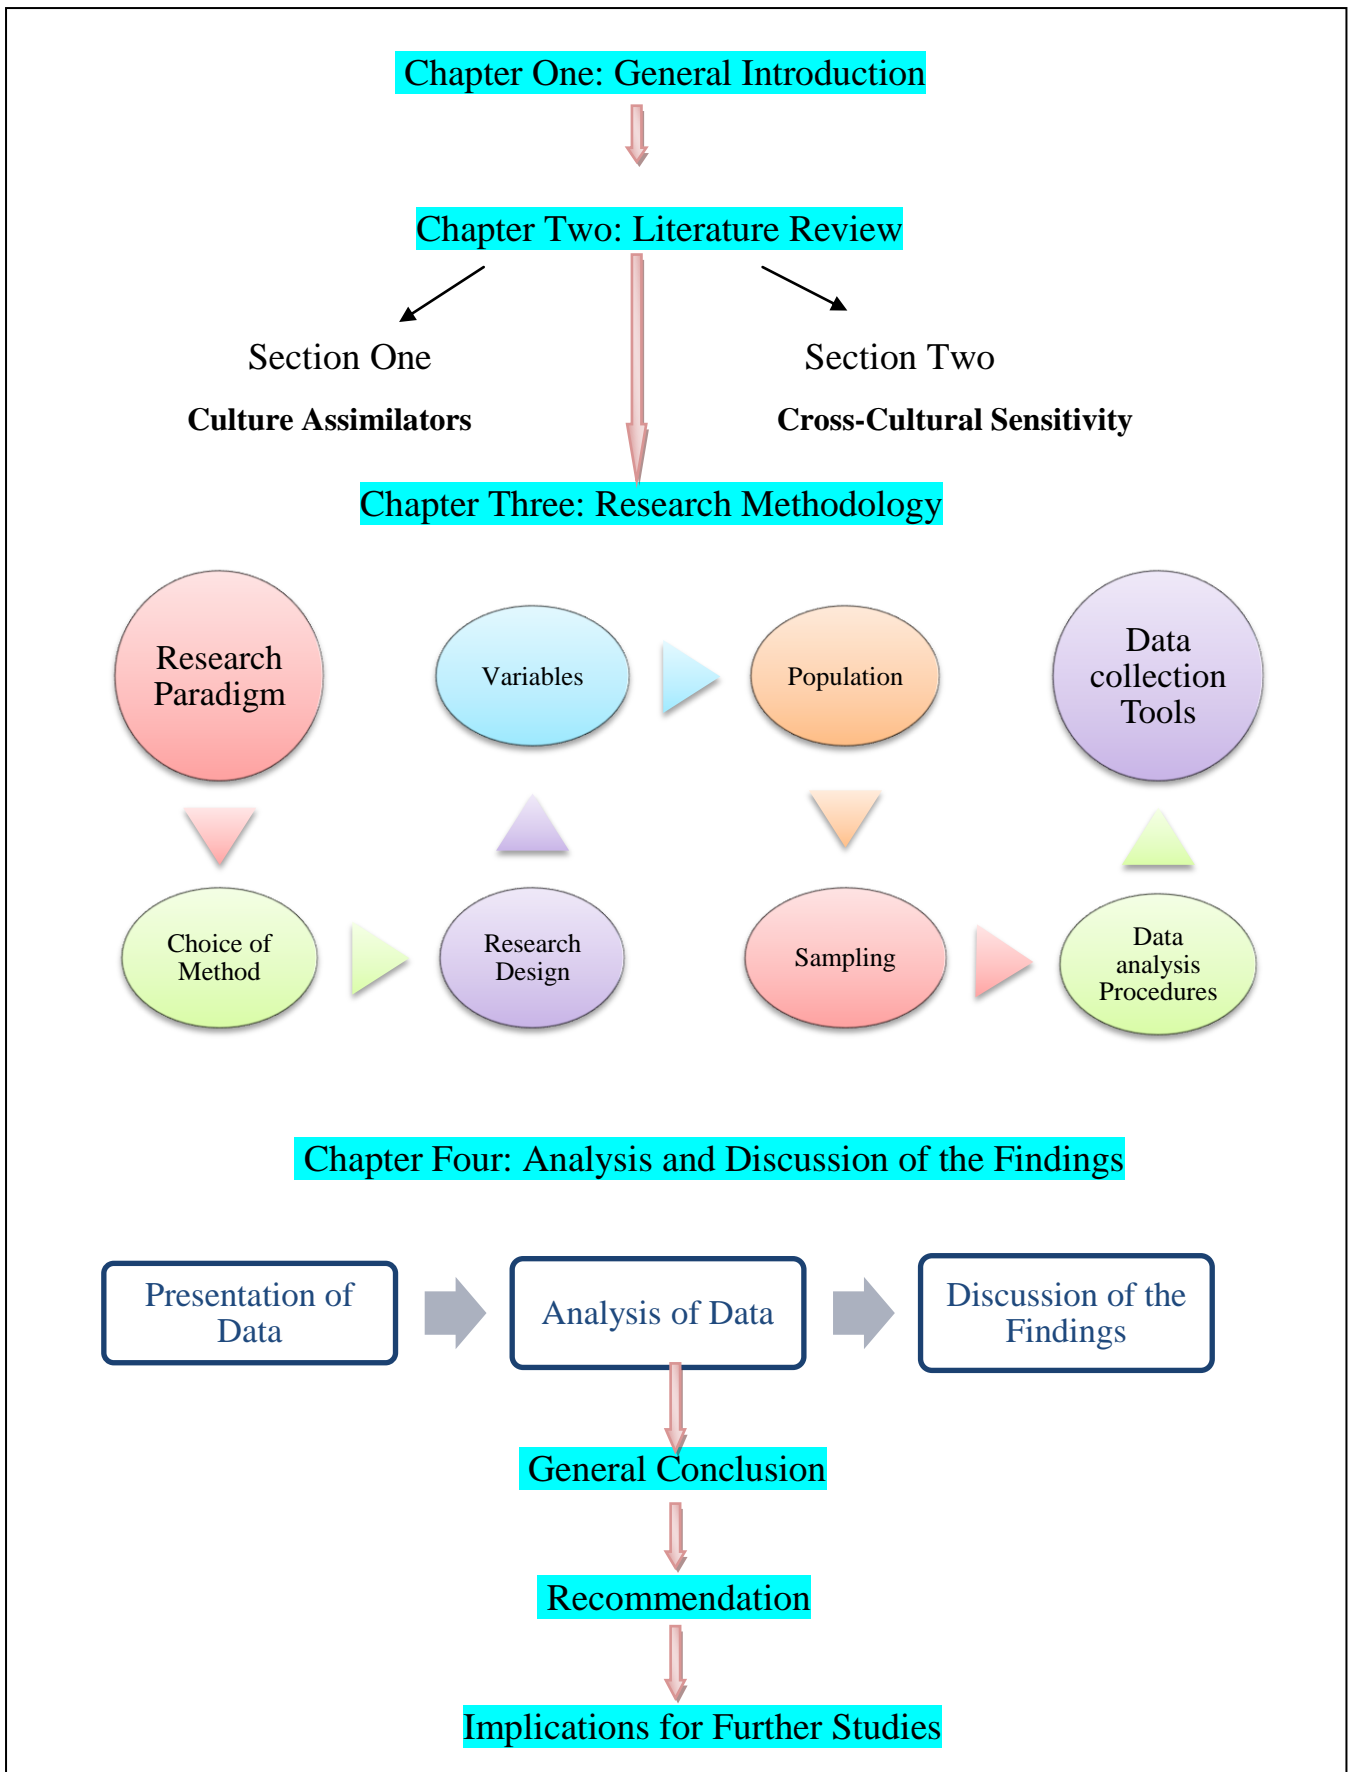 Chapter One: General Introduction
Chapter Two: Literature Review
Section One
Section Two
Culture Assimilators
Cross-Cultural Sensitivity
Chapter Three: Research Methodology
Research
Paradigm
Choice of
Method
Research
Design
Variables
Population
Sampling
Data
analysis
Procedures
Data
collection
Tools
Chapter Four: Analysis and Discussion of the Findings
Presentation of
Data
Analysis of Data
Discussion of the
Findings
General Conclusion
Recommendation
Implications for Further Studies